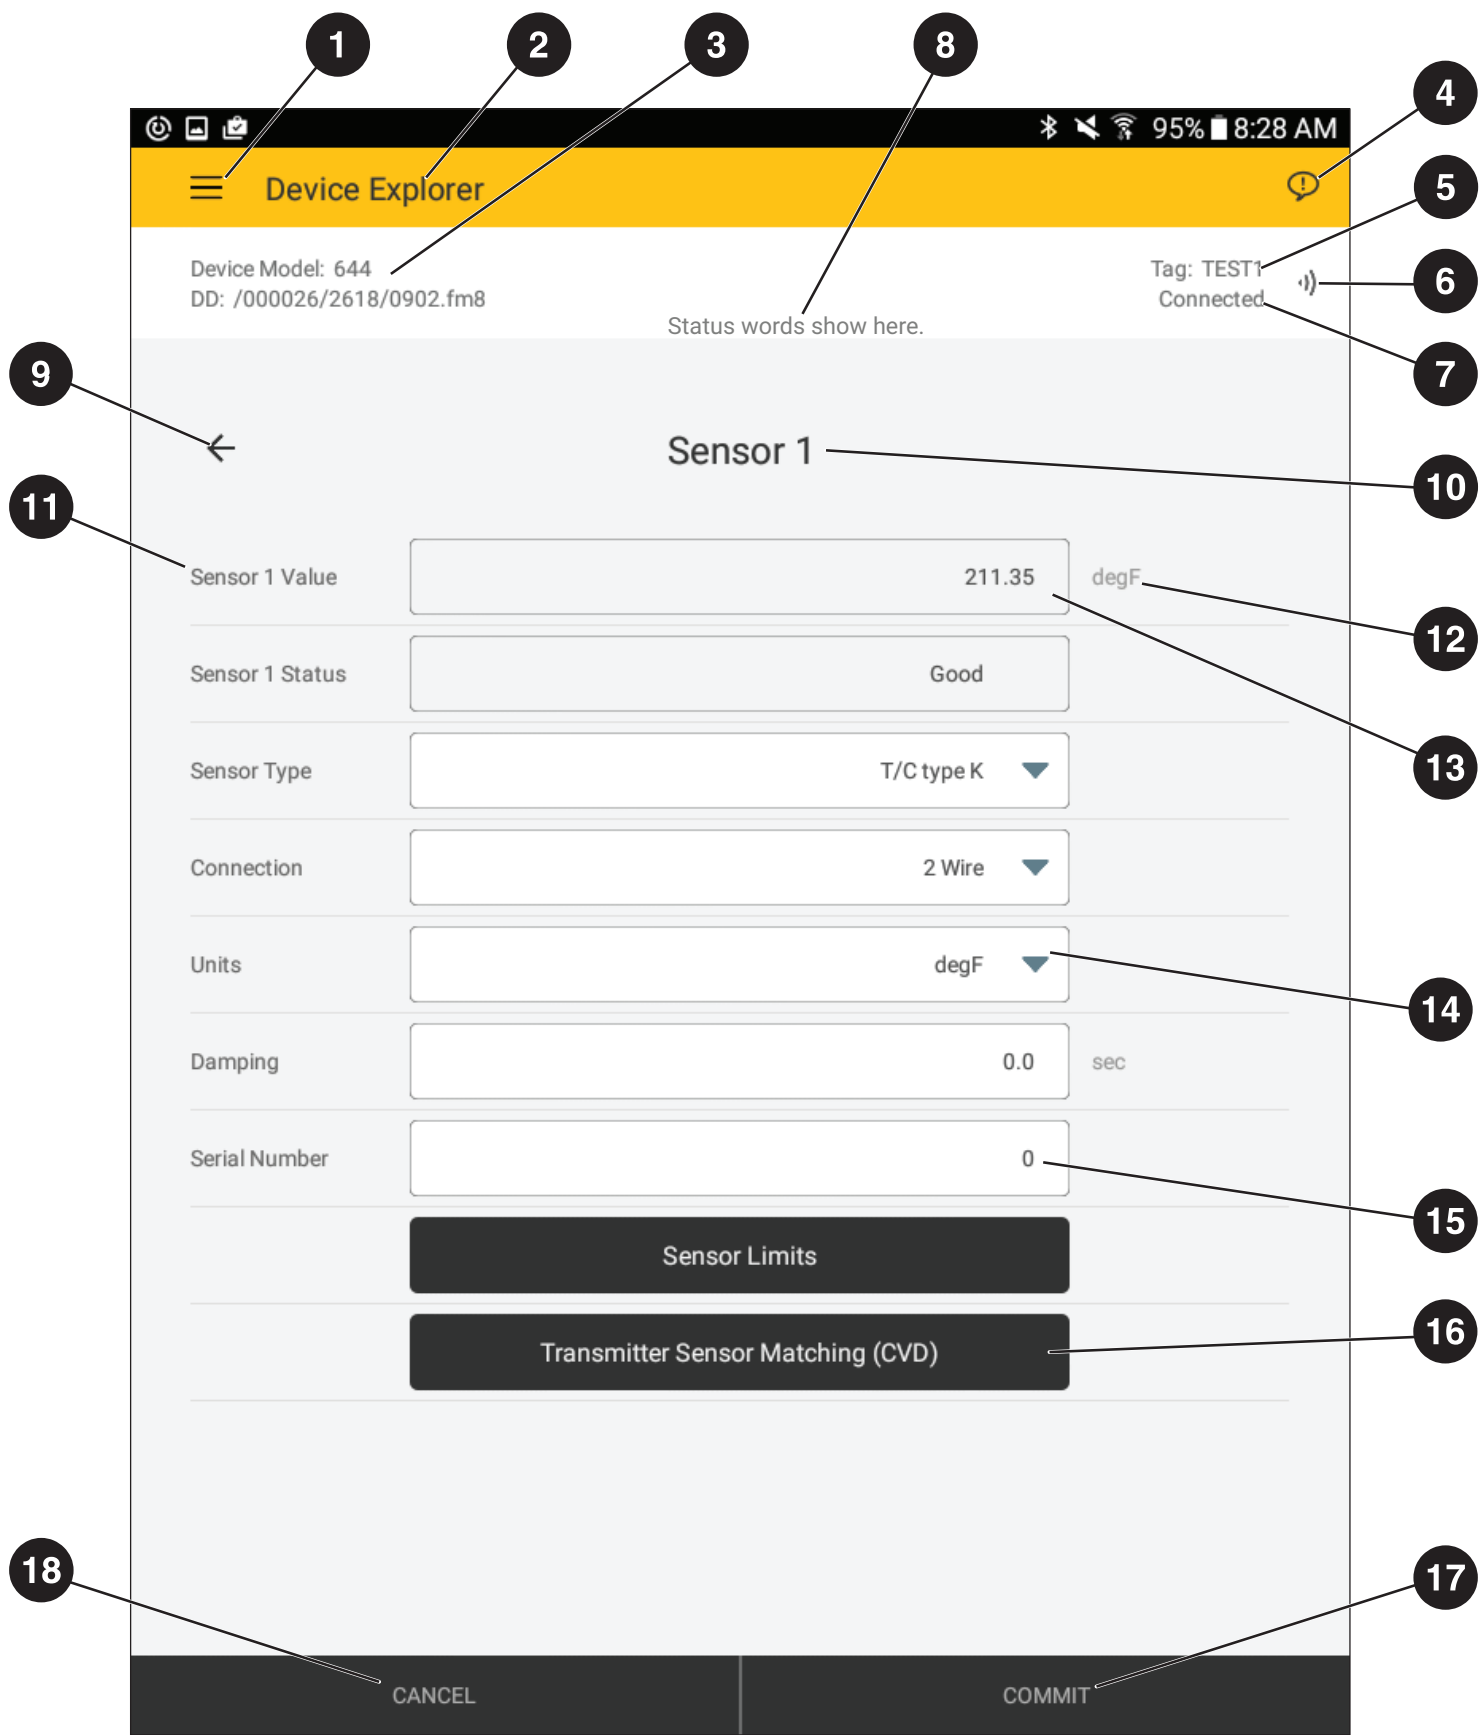 1 2 3 8
4
95% 8:28 AM
Device Explorer
5
Device Model: 644
Tag: TEST1
6
DD: /000026/2618/0902.fm8
Connected
Status words show here.
7
9
Sensor 1
10
11
Sensor 1 Value 211.35 degF
12
Sensor 1 Status Good
13
Sensor Type T/C type K
Connection 2 Wire
Units degF
14
Damping 0.0 sec
Serial Number 0
15
Sensor Limits
16
Transmitter Sensor Matching (CVD)
18
17
CANCEL COMMIT